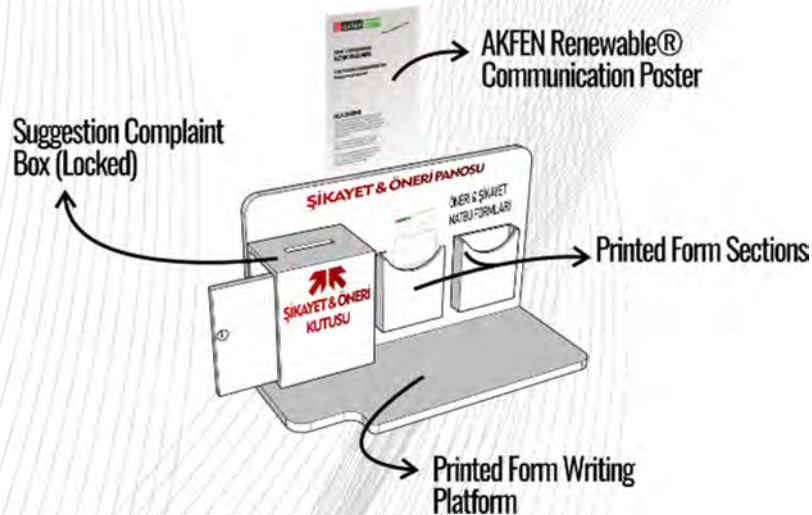 AKFEN Renewable®
Communication Poster
Suggestion Complaint
Box (Locked)
ŞİKAYET & ÖNERİ PANOSU
ÖNERİ & ŞİKAYET
MATBU FORMLARI
Printed Form Sections
ŞİKAYET & ÖNERİ
KUTUSU
Printed Form Writing
Platform